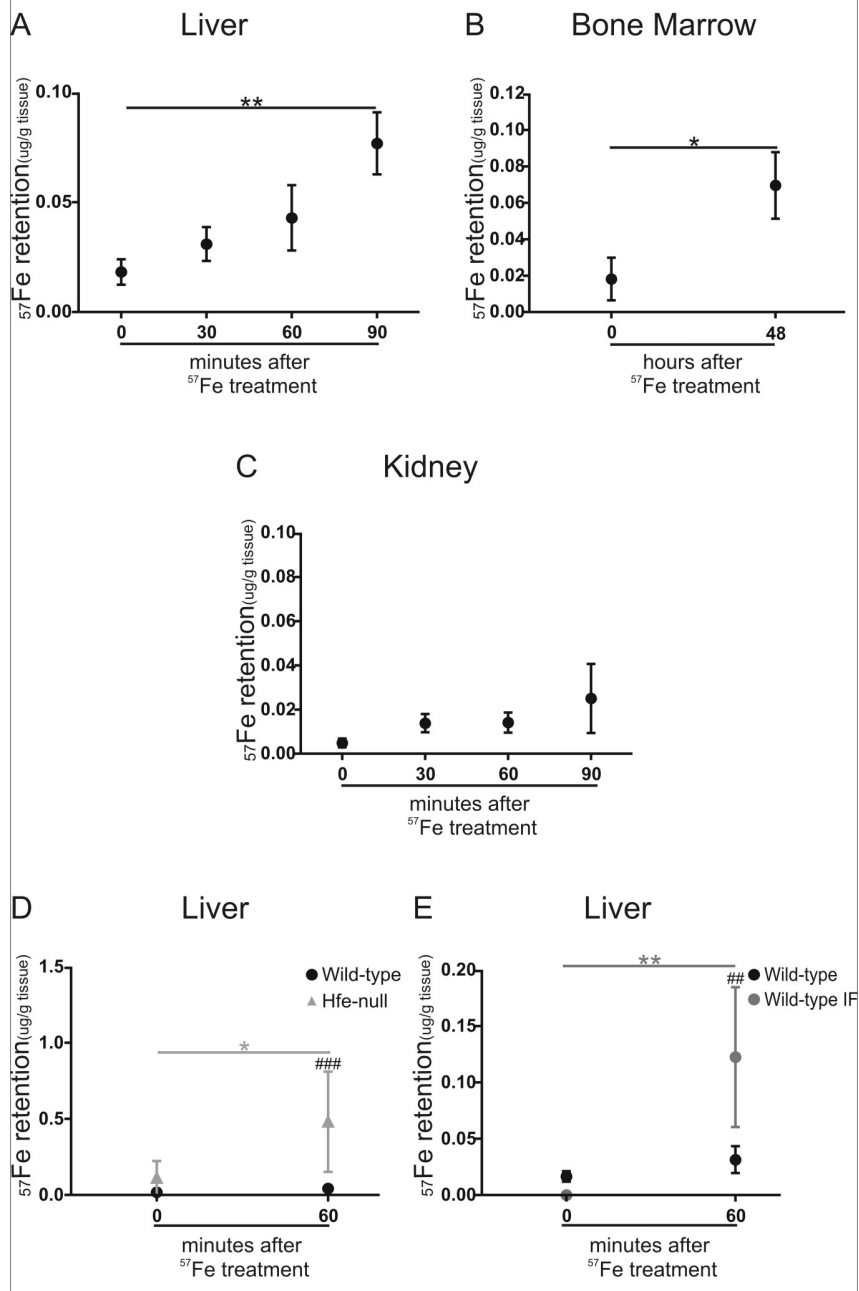 A Liver
**
0.10
0.05
0.00
57Fe retention(ug/g tissue)
0 30 60 90
minutes after
57Fe treatment
B Bone Marrow
0.12
0.10
*
0.08
0.06
0.04
0.02
0.00
57Fe retention(ug/g tissue)
0 48
hours after
57Fe treatment
C Kidney
0.10
0.08
0.06
0.04
0.02
0.00
57Fe retention(ug/g tissue)
0 30 60 90
minutes after
57Fe treatment
D Liver
1.5
Wild-type
Hfe-null
1.0
*
###
0.5
0.0
57Fe retention(ug/g tissue)
0 60
minutes after
57Fe treatment
E Liver
0.20
**
##
Wild-type
Wild-type IF
0.15
0.10
0.05
0.00
57Fe retention(ug/g tissue)
0 60
minutes after
57Fe treatment